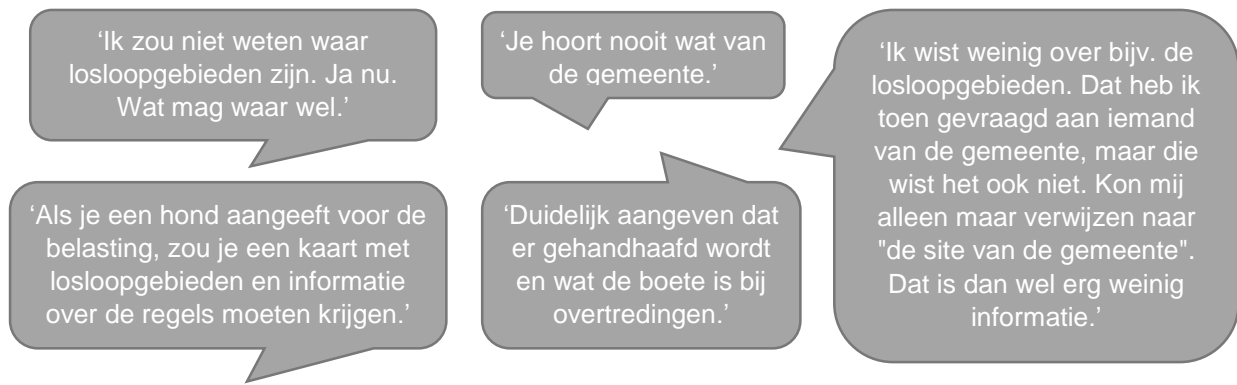 ‘Ik zou niet weten waar
losloopgebieden zijn. Ja nu.
Wat mag waar wel.’
‘Je hoort nooit wat van
de gemeente.’
‘Ik wist weinig over bijv. de
losloopgebieden. Dat heb ik
toen gevraagd aan iemand
van de gemeente, maar die
wist het ook niet. Kon mij
alleen maar verwijzen naar
"de site van de gemeente".
Dat is dan wel erg weinig
informatie.’
‘Als je een hond aangeeft voor de
belasting, zou je een kaart met
losloopgebieden en informatie
over de regels moeten krijgen.’
‘Duidelijk aangeven dat
er gehandhaafd wordt
en wat de boete is bij
overtredingen.’